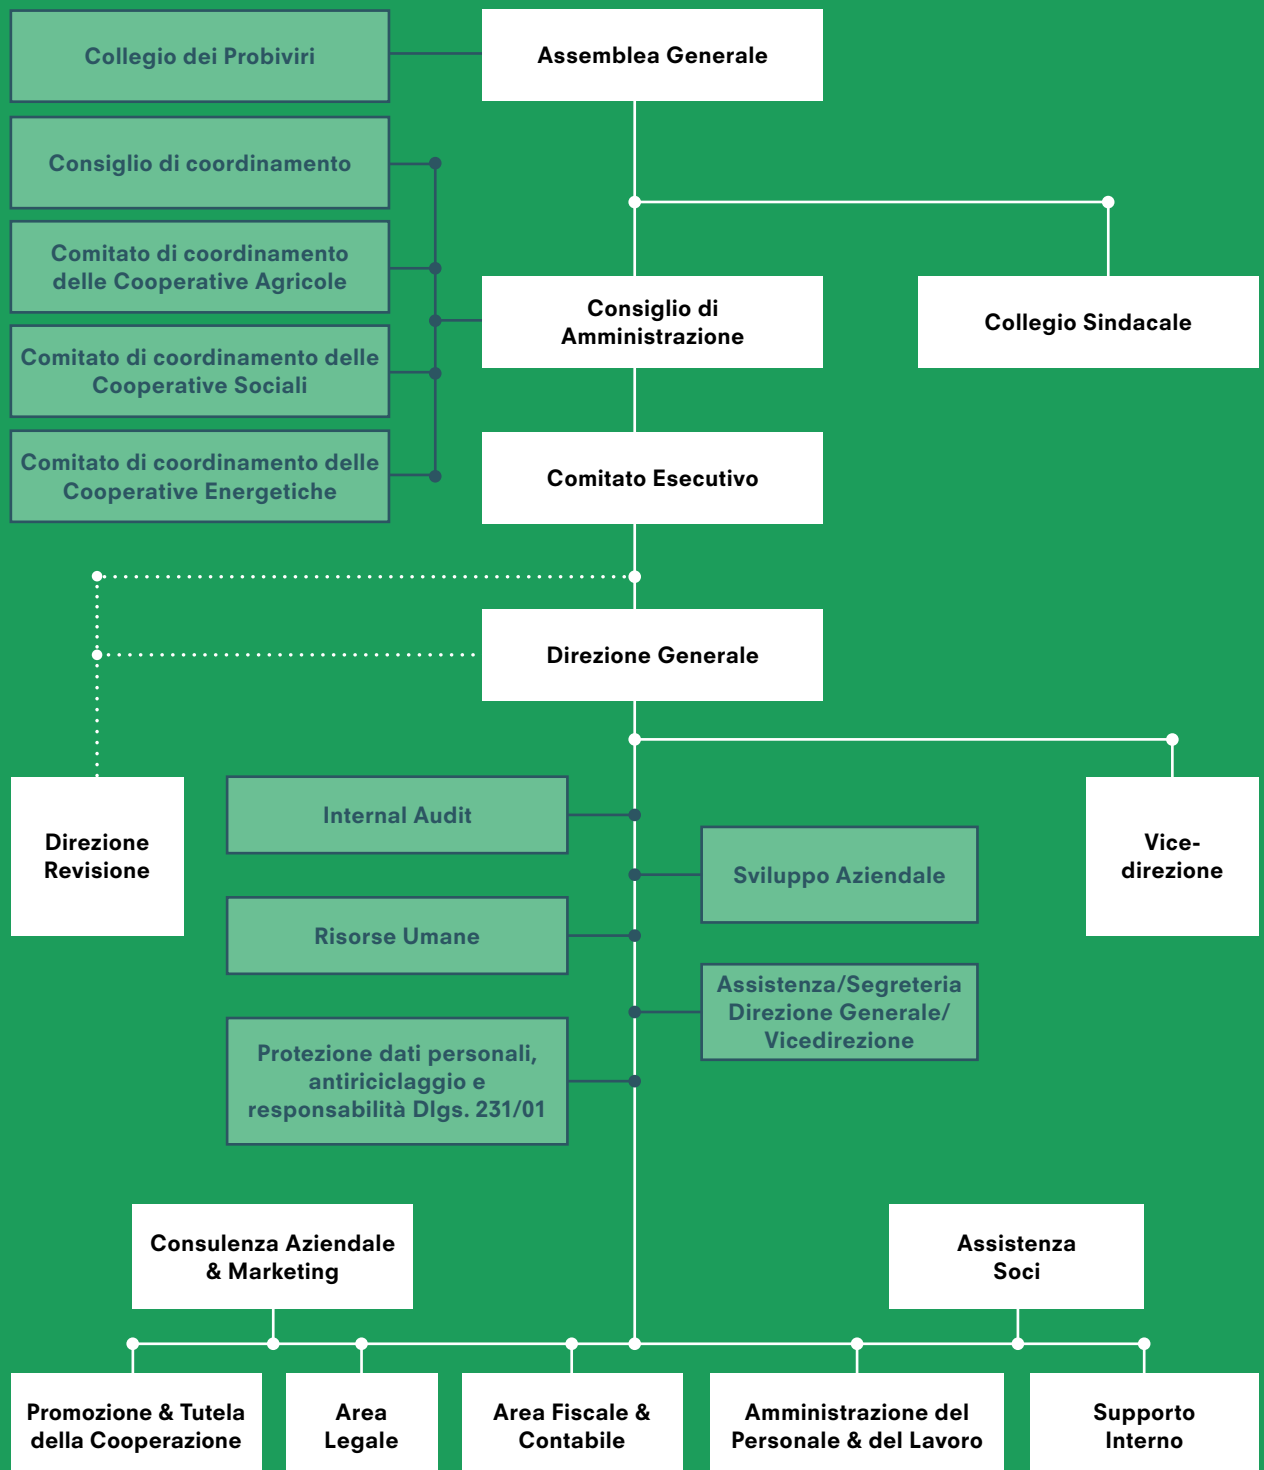 Collegio dei Probiviri
Assemblea Generale
Consiglio di coordinamento
Comitato di coordinamento
delle Cooperative Agricole
Consiglio di
Amministrazione
Collegio Sindacale
Comitato di coordinamento delle
Cooperative Sociali
Comitato di coordinamento delle
Cooperative Energetiche
Comitato Esecutivo
Direzione Generale
Direzione
Revisione
Internal Audit
Sviluppo Aziendale
Vice-
direzione
Risorse Umane
Assistenza/Segreteria
Direzione Generale/
Vicedirezione
Protezione dati personali,
antiriciclaggio e
responsabilità Dlgs. 231/01
Consulenza Aziendale
& Marketing
Assistenza
Soci
Promozione & Tutela
della Cooperazione
Area
Legale
Area Fiscale &
Contabile
Amministrazione del
Personale & del Lavoro
Supporto
Interno